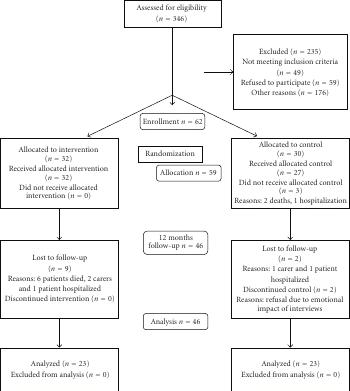 Assessed for eligibility
(n = 346)
Excluded (n = 235)
Not meeting inclusion criteria
(n = 49)
Refused to participate (n = 59)
Other reasons (n = 176)
Enrollment n = 62
Allocated to intervention
(n = 32)
Received allocated intervention
(n = 32)
Did not receive allocated
intervention (n = 0)
Randomization
Allocation n = 59
Allocated to control
(n = 30)
Received allocated control
(n = 27)
Did not receive allocated control
(n = 3)
Reasons: 2 deaths, 1 hospitalization
Lost to follow-up
(n = 9)
Reasons: 6 patients died, 2 carers
and 1 patient hospitalized
Discontinued intervention (n = 0)
12 months
follow-up n = 46
Lost to follow-up
(n = 2)
Reasons: 1 carer and 1 patient
hospitalized
Discontinued control (n = 2)
Reasons: refusal due to emotional
impact of interviews
Analysis n = 46
Analyzed (n = 23)
Excluded from analysis (n = 0)
Analyzed (n = 23)
Excluded from analysis (n = 0)